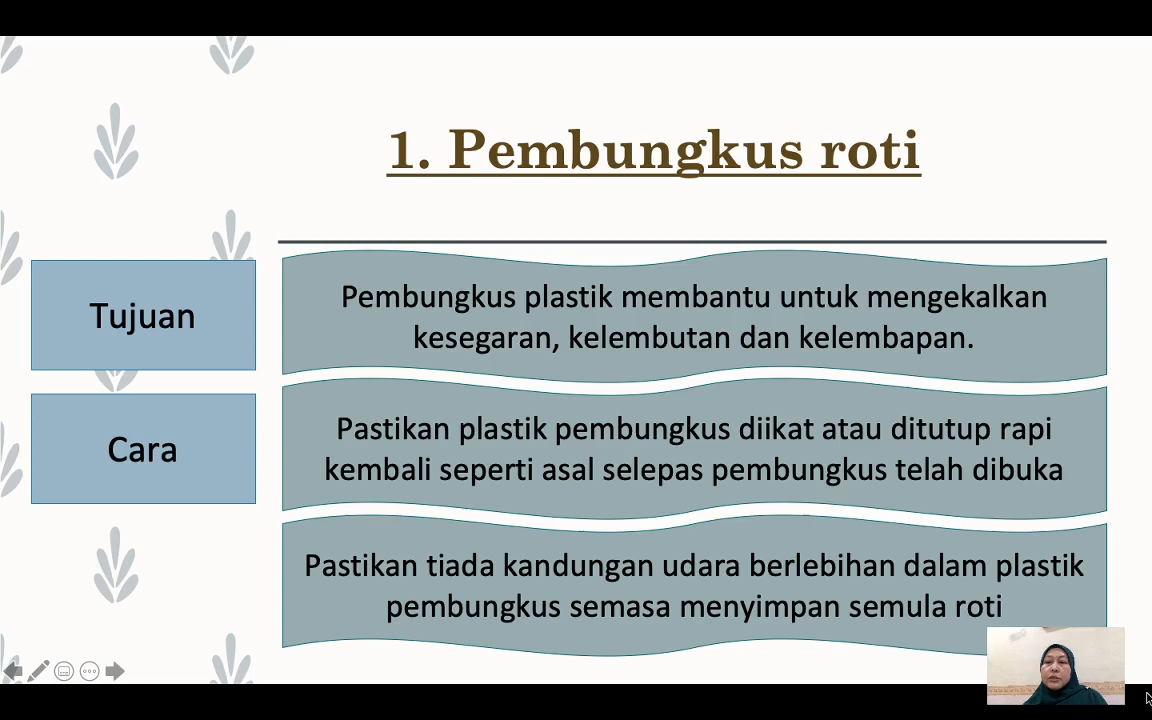 1. Pembungkus roti
Tujuan
Pembungkus plastik membantu untuk mengekalkan
kesegaran, kelembutan dan kelembapan.
Cara
Pastikan plastik pembungkus diikat atau ditutup rapi
kembali seperti asal selepas pembungkus telah dibuka
Pastikan tiada kandungan udara berlebihan dalam plastik
pembungkus semasa menyimpan semula roti